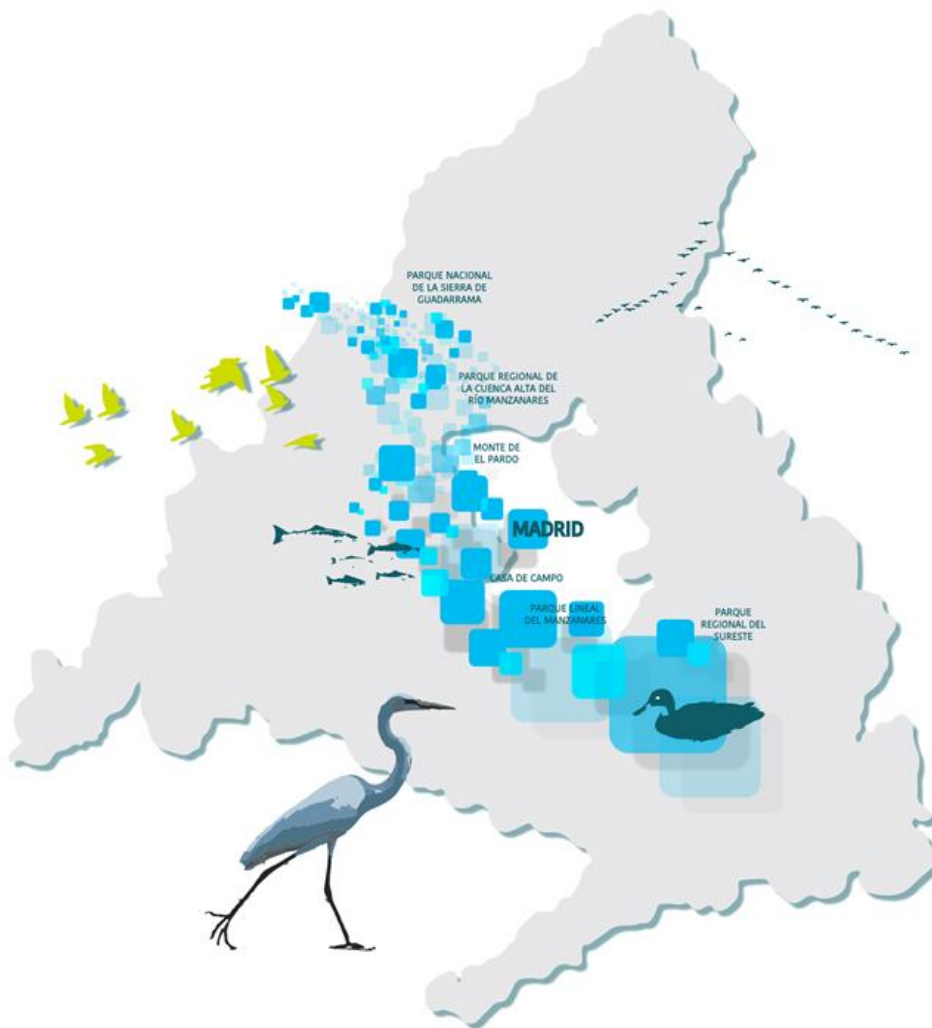 PARQUE NACIONAL
DE LA SIERRA DE
GUADARRAMA
PARQUE REGIONAL DE
LA CUENCA ALTA DEL
RÍO MANZANARES
MONTE DE
EL PARDO
MADRID
CASA DE CAMPO
PARQUE LINEAL
DEL MANZANARES
PARQUE
REGIONAL DEL
SURESTE